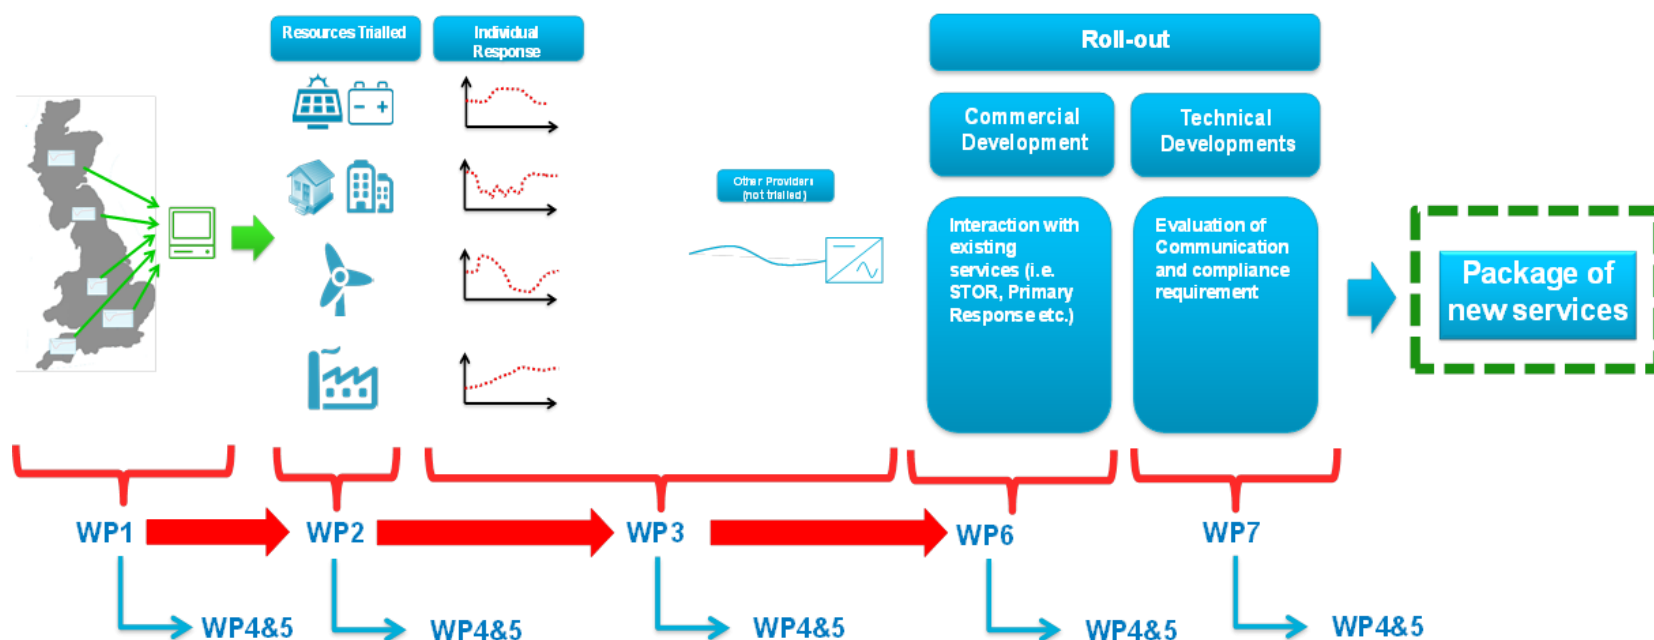 Resources Trialled
Individual
Response
Other Providers
(not trialled)
Roll-out
Commercial
Development
Technical
Developments
Interaction with
existing
services (i.e.
STOR, Primary
Response etc.)
Evaluation of
Communication
and compliance
requirement
Package of
new services
WP1
WP2
WP3
WP6
WP7
WP4&5
WP4&5
WP4&5
WP4&5
WP4&5